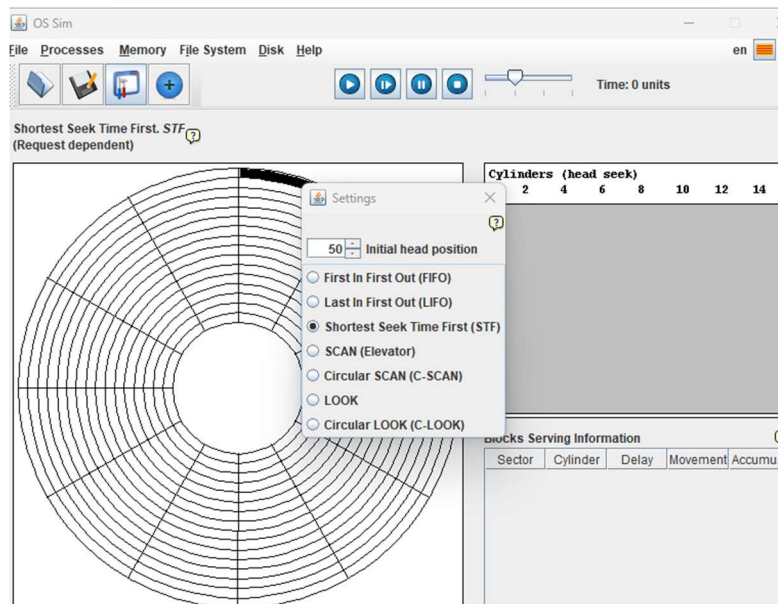 OS Sim
File Processes Memory File System Disk Help
en
Time: 0 units
Shortest Seek Time First. STF
(Request dependent)
Settings
50 Initial head position
First In First Out (FIFO)
Last In First Out (LIFO)
Shortest Seek Time First (STF)
SCAN (Elevator)
Circular SCAN (C-SCAN)
LOOK
Circular LOOK (C-LOOK)
Cylinders (head seek)
2 4 6 8 10 12 14
Blocks Serving Information
Sector Cylinder Delay Movement Accumu